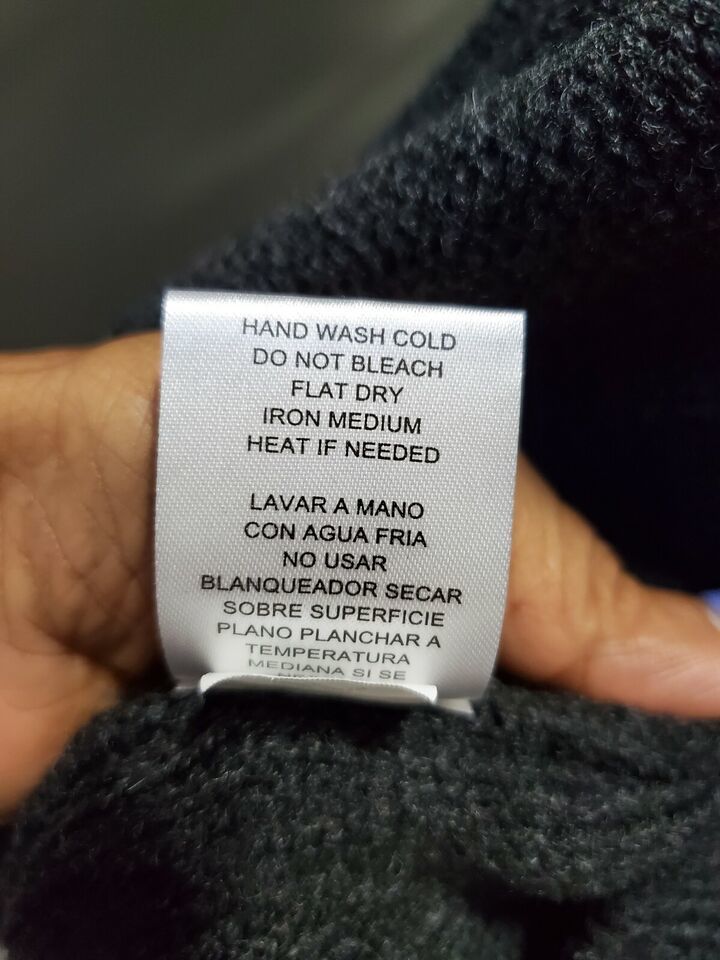 HAND WASH COLD
DO NOT BLEACH
FLAT DRY
IRON MEDIUM
HEAT IF NEEDED
LAVAR A MANO
CON AGUA FRIA
NO USAR
BLANQUEADOR SECAR
SOBRE SUPERFICIE
PLANO PLANCHAR A
TEMPERATURA
MEDIANA SI SE